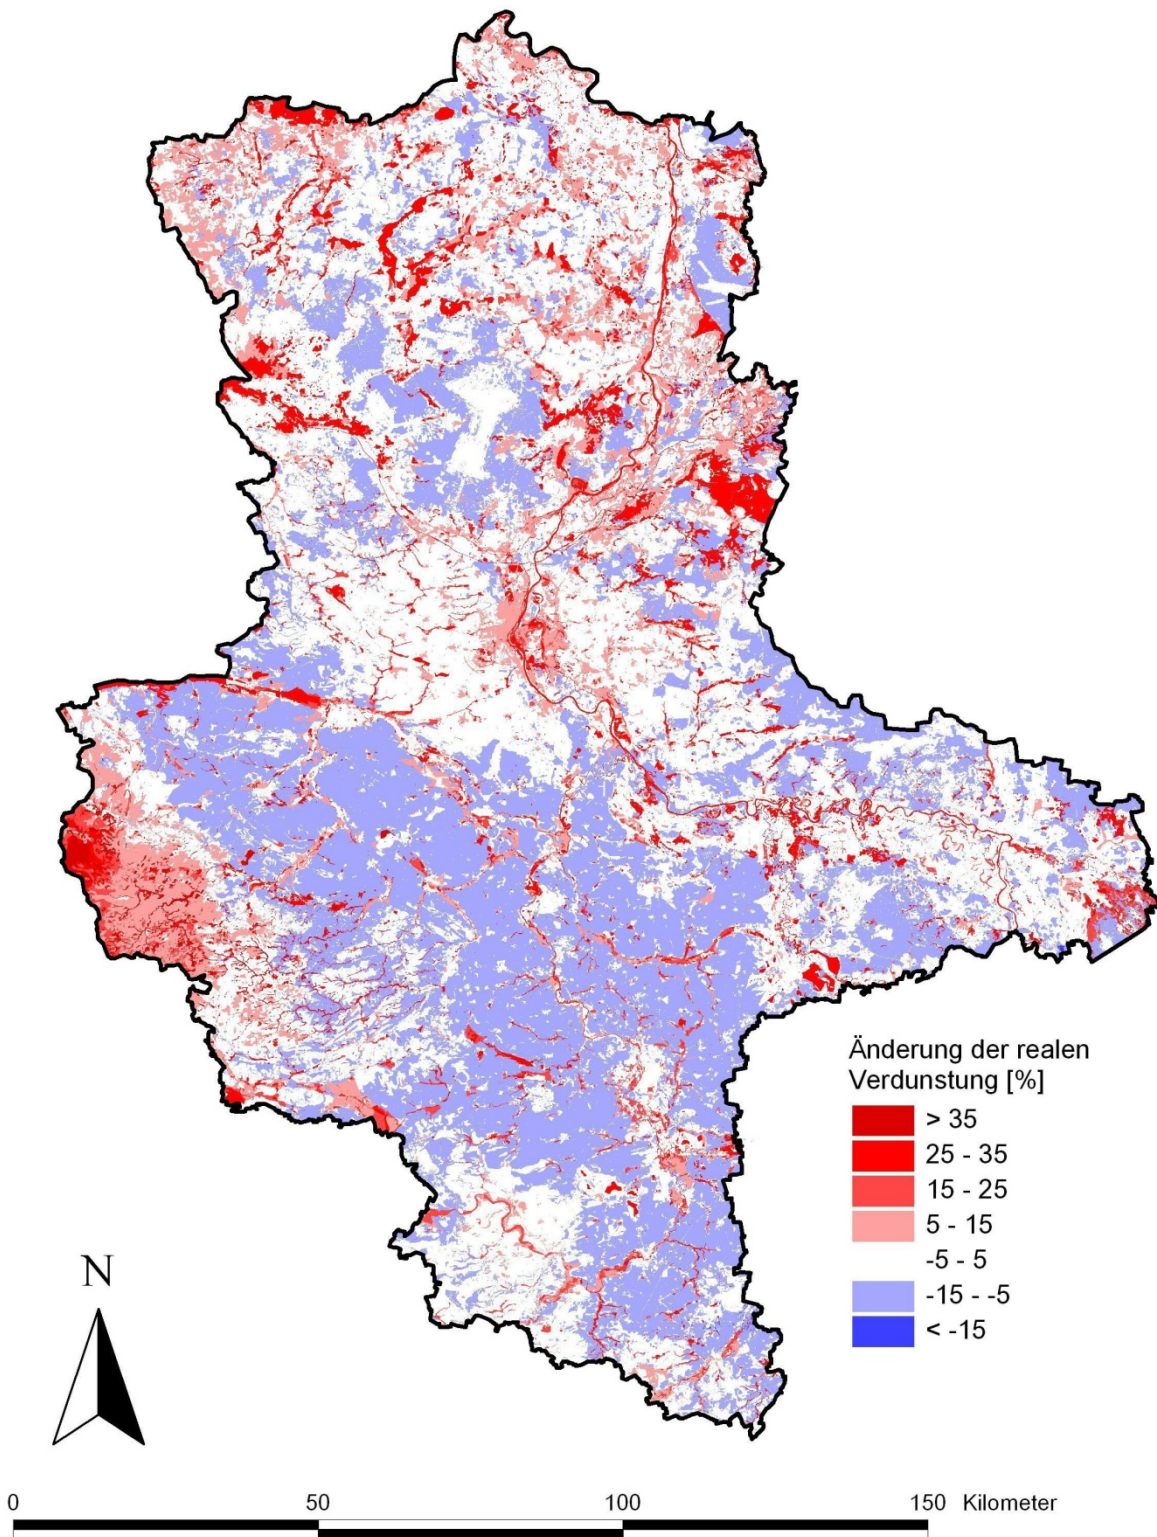 Änderung der realen
Verdunstung [%]
> 35
25 - 35
15 - 25
5 - 15
-5 - 5
-15 - -5
< -15
N
0 50 100 150 Kilometer